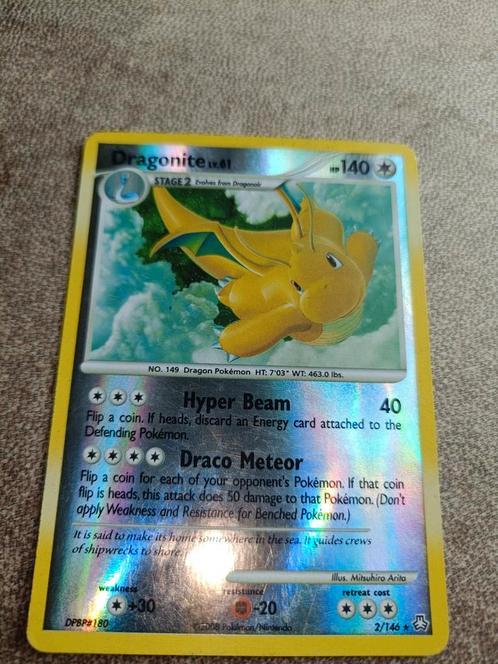 Dragonite LV.61 HP 140
STAGE 2 Evolves from Dragonair
NO. 149 Dragon Pokémon HT: 7'03" WT: 463.0 lbs.
Hyper Beam 40
Flip a coin. If heads, discard an Energy card attached to the
Defending Pokémon.
Draco Meteor
Flip a coin for each of your opponent's Pokémon. If that coin
flip is heads, this attack does 50 damage to that Pokémon. (Don't
apply Weakness and Resistance for Benched Pokémon.)
It is said to make its home somewhere in the sea. It guides crews
of shipwrecks to shore.
Illus. Mitsuhiro Arita
weakness resistance retreat cost
+30 -20
DPBP#180 ©2008 Pokémon/Nintendo 2/146 ★